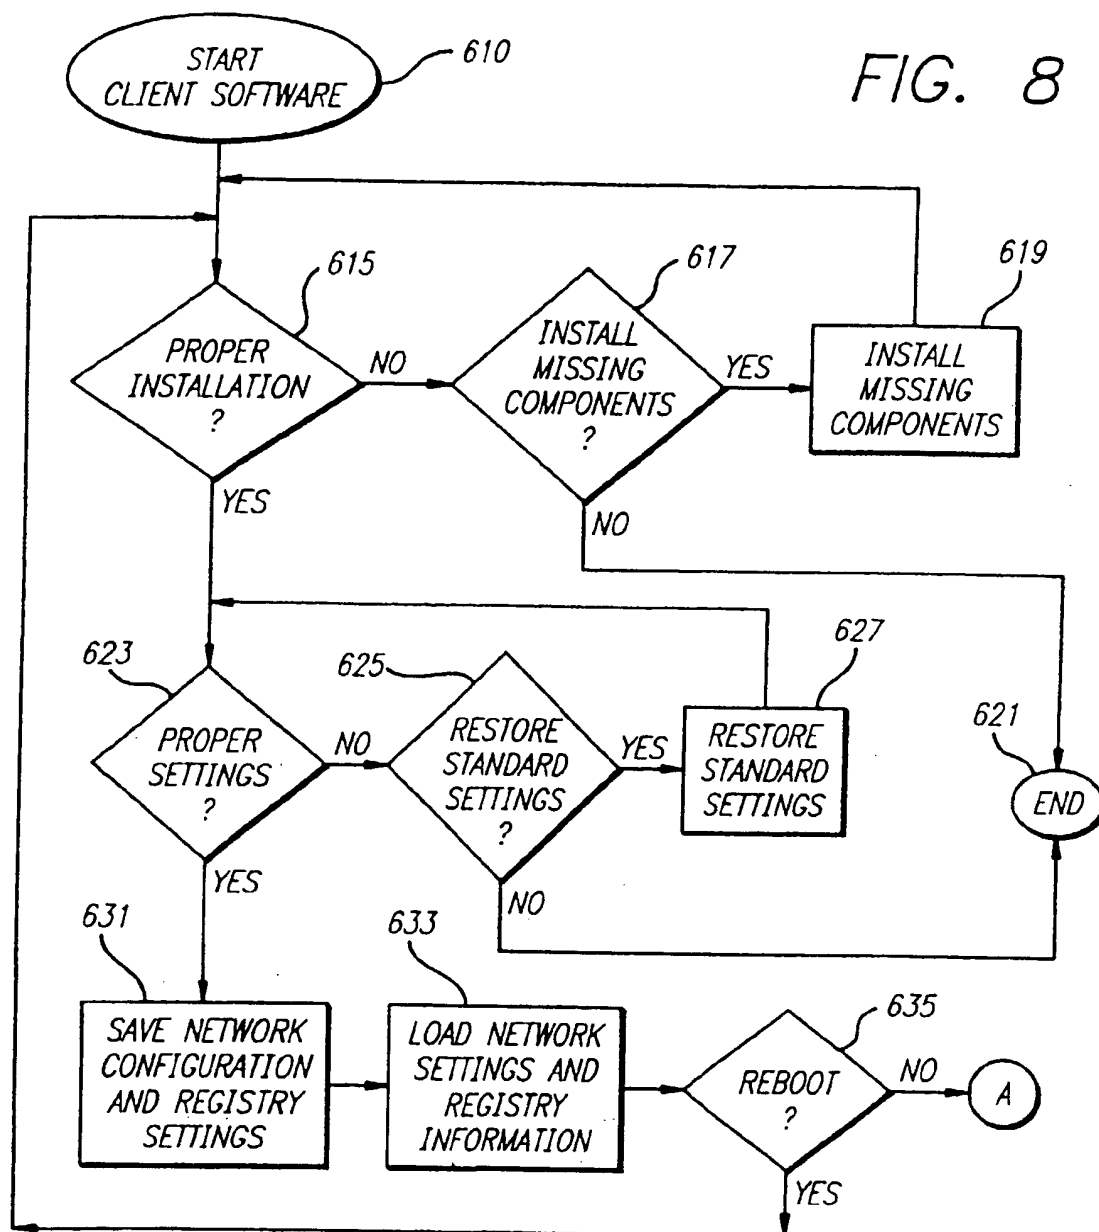 FIG. 8
START
CLIENT SOFTWARE
610
615
PROPER
INSTALLATION
?
NO
YES
617
INSTALL
MISSING
COMPONENTS
?
YES
NO
619
INSTALL
MISSING
COMPONENTS
623
PROPER
SETTINGS
?
NO
YES
625
RESTORE
STANDARD
SETTINGS
?
YES
NO
627
RESTORE
STANDARD
SETTINGS
621
END
631
SAVE NETWORK
CONFIGURATION
AND REGISTRY
SETTINGS
633
LOAD NETWORK
SETTINGS AND
REGISTRY
INFORMATION
635
REBOOT
?
NO
A
YES